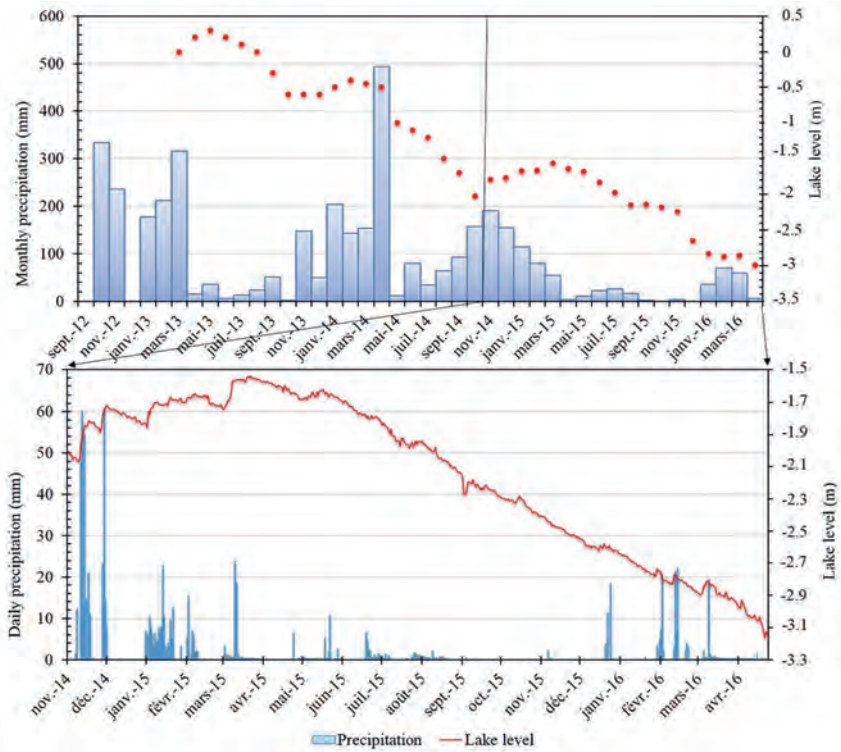 Monthly precipitation (mm)
600
500
400
300
200
100
0
0.5
0
-0.5
-1
-1.5
-2
-2.5
-3
-3.5
Lake level (m)
sept.-12
nov.-12
janv.-13
mars-13
mai-13
juil.-13
sept.-13
nov.-13
janv.-14
mars-14
mai-14
juil.-14
sept.-14
nov.-14
janv.-15
mars-15
mai-15
juil.-15
sept.-15
nov.-15
janv.-16
mars-16
Daily precipitation (mm)
70
60
50
40
30
20
10
0
-1.5
-1.7
-1.9
-2.1
-2.3
-2.5
-2.7
-2.9
-3.1
-3.3
Lake level (m)
nov.-14
déc.-14
janv.-15
févr.-15
mars-15
avr.-15
mai-15
juin-15
juil.-15
août-15
sept.-15
oct.-15
nov.-15
déc.-15
janv.-16
févr.-16
mars-16
avr.-16
Precipitation
Lake level